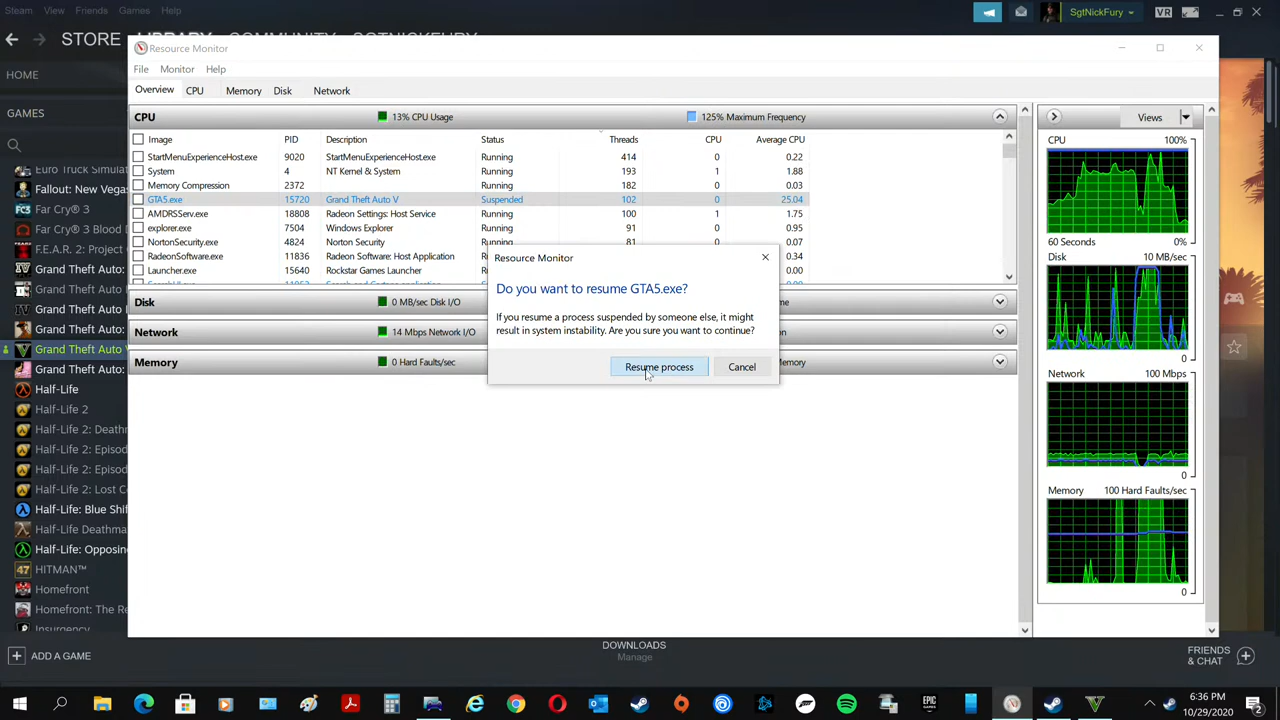 Steam View Friends Games Help
SgtNickFury
VR
STORE LIBRARY COMMUNITY SGTNICKFURY
Resource Monitor
File Monitor Help
Overview CPU Memory Disk Network
HOME
GAMES
Euro Truck Simula
Fallout: New Vega
Far Cry® 3
Far Cry® 3 Blood
F.E.A.R. 2: Project
Grand Theft Auto:
Grand Theft Auto:
Grand Theft Auto:
Grand Theft Auto:
Grand Theft Auto V
Grand Theft Auto:
Half-Life
Half-Life 2
Half-Life 2: Deathm
Half-Life 2: Episod
Half-Life 2: Episod
Half-Life 2: Lost C
Half-Life: Blue Shif
Half-Life Deathma
Half-Life: Opposin
HITMAN™
Homefront
Homefront: The Re
Insurgency
CPU 13% CPU Usage 125% Maximum Frequency
Image PID Description Status Threads CPU Average CPU
StartMenuExperienceHost.exe 9020 StartMenuExperienceHost.exe Running 414 0 0.22
System 4 NT Kernel & System Running 193 1 1.88
Memory Compression 2372 Running 182 0 0.03
GTA5.exe 15720 Grand Theft Auto V Suspended 102 0 25.04
AMDRSServ.exe 18808 Radeon Settings: Host Service Running 100 1 1.75
explorer.exe 7504 Windows Explorer Running 91 0 0.95
NortonSecurity.exe 4824 Norton Security Running 81 0.07
RadeonSoftware.exe 11836 Radeon Software: Host Application 0.34
Launcher.exe 15640 Rockstar Games Launcher 0.00
Disk 0 MB/sec Disk I/O
Network 14 Mbps Network I/O
Memory 0 Hard Faults/sec
Resource Monitor
Do you want to resume GTA5.exe?
If you resume a process suspended by someone else, it might
result in system instability. Are you sure you want to continue?
Resume process Cancel
Views
CPU 100%
60 Seconds 0%
Disk 10 MB/sec
0
Network 100 Mbps
0
Memory 100 Hard Faults/sec
0
ADD A GAME
DOWNLOADS
Manage
FRIENDS
& CHAT
6:36 PM
10/29/2020
2